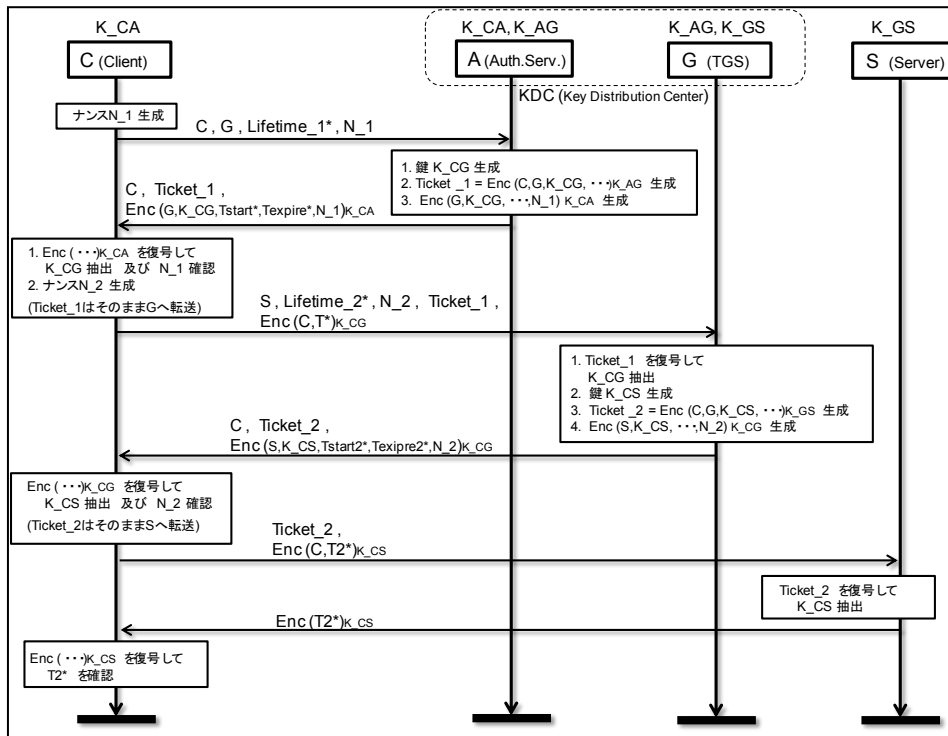 K_CA
K_CA, K_AG
K_AG, K_GS
K_GS
C (Client)
A (Auth.Serv.)
G (TGS)
S (Server)
KDC (Key Distribution Center)
ナンスN_1 生成
C , G , Lifetime_1*, N_1
1. 鍵 K_CG 生成
2. Ticket _1 = Enc (C,G,K_CG, ･･･)K_AG 生成
3. Enc (G,K_CG, ･･･,N_1) K_CA 生成
C , Ticket_1 ,
Enc (G,K_CG,Tstart*,Texpire*,N_1)K_CA
1. Enc ( ･･･)K_CA を復号して
K_CG 抽出 及び N_1 確認
2. ナンスN_2 生成
(Ticket_1はそのままGへ転送)
S , Lifetime_2*, N_2 , Ticket_1 ,
Enc (C,T*)K_CG
1. Ticket_1 を復号して
K_CG 抽出
2. 鍵 K_CS 生成
3. Ticket _2 = Enc (C,G,K_CS, ･･･)K_GS 生成
4. Enc (S,K_CS, ･･･,N_2) K_CG 生成
C , Ticket_2 ,
Enc (S,K_CS,Tstart2*,Texipre2*,N_2)K_CG
Enc ( ･･･)K_CG を復号して
K_CS 抽出 及び N_2 確認
(Ticket_2はそのままSへ転送)
Ticket_2 ,
Enc (C,T2*)K_CS
Ticket_2 を復号して
K_CS 抽出
Enc (T2*)K_CS
Enc ( ･･･)K_CS を復号して
T2* を確認